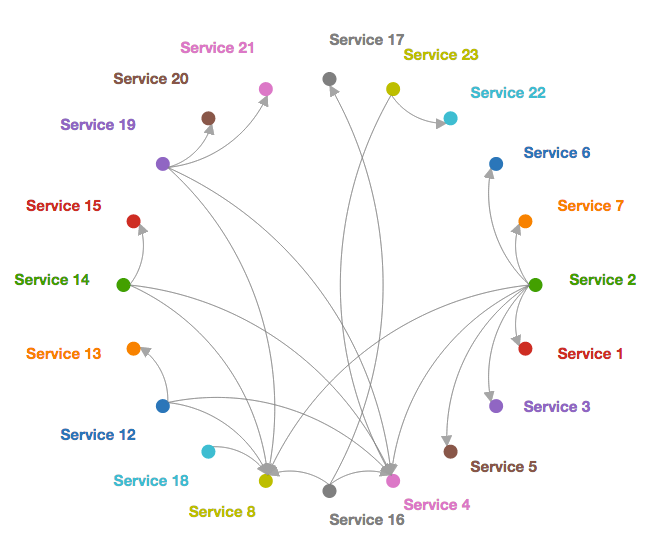 Service 17
Service 21
Service 23
Service 20
Service 22
Service 19
Service 6
Service 15
Service 7
Service 14
Service 2
Service 13
Service 1
Service 3
Service 12
Service 5
Service 18
Service 4
Service 8
Service 16